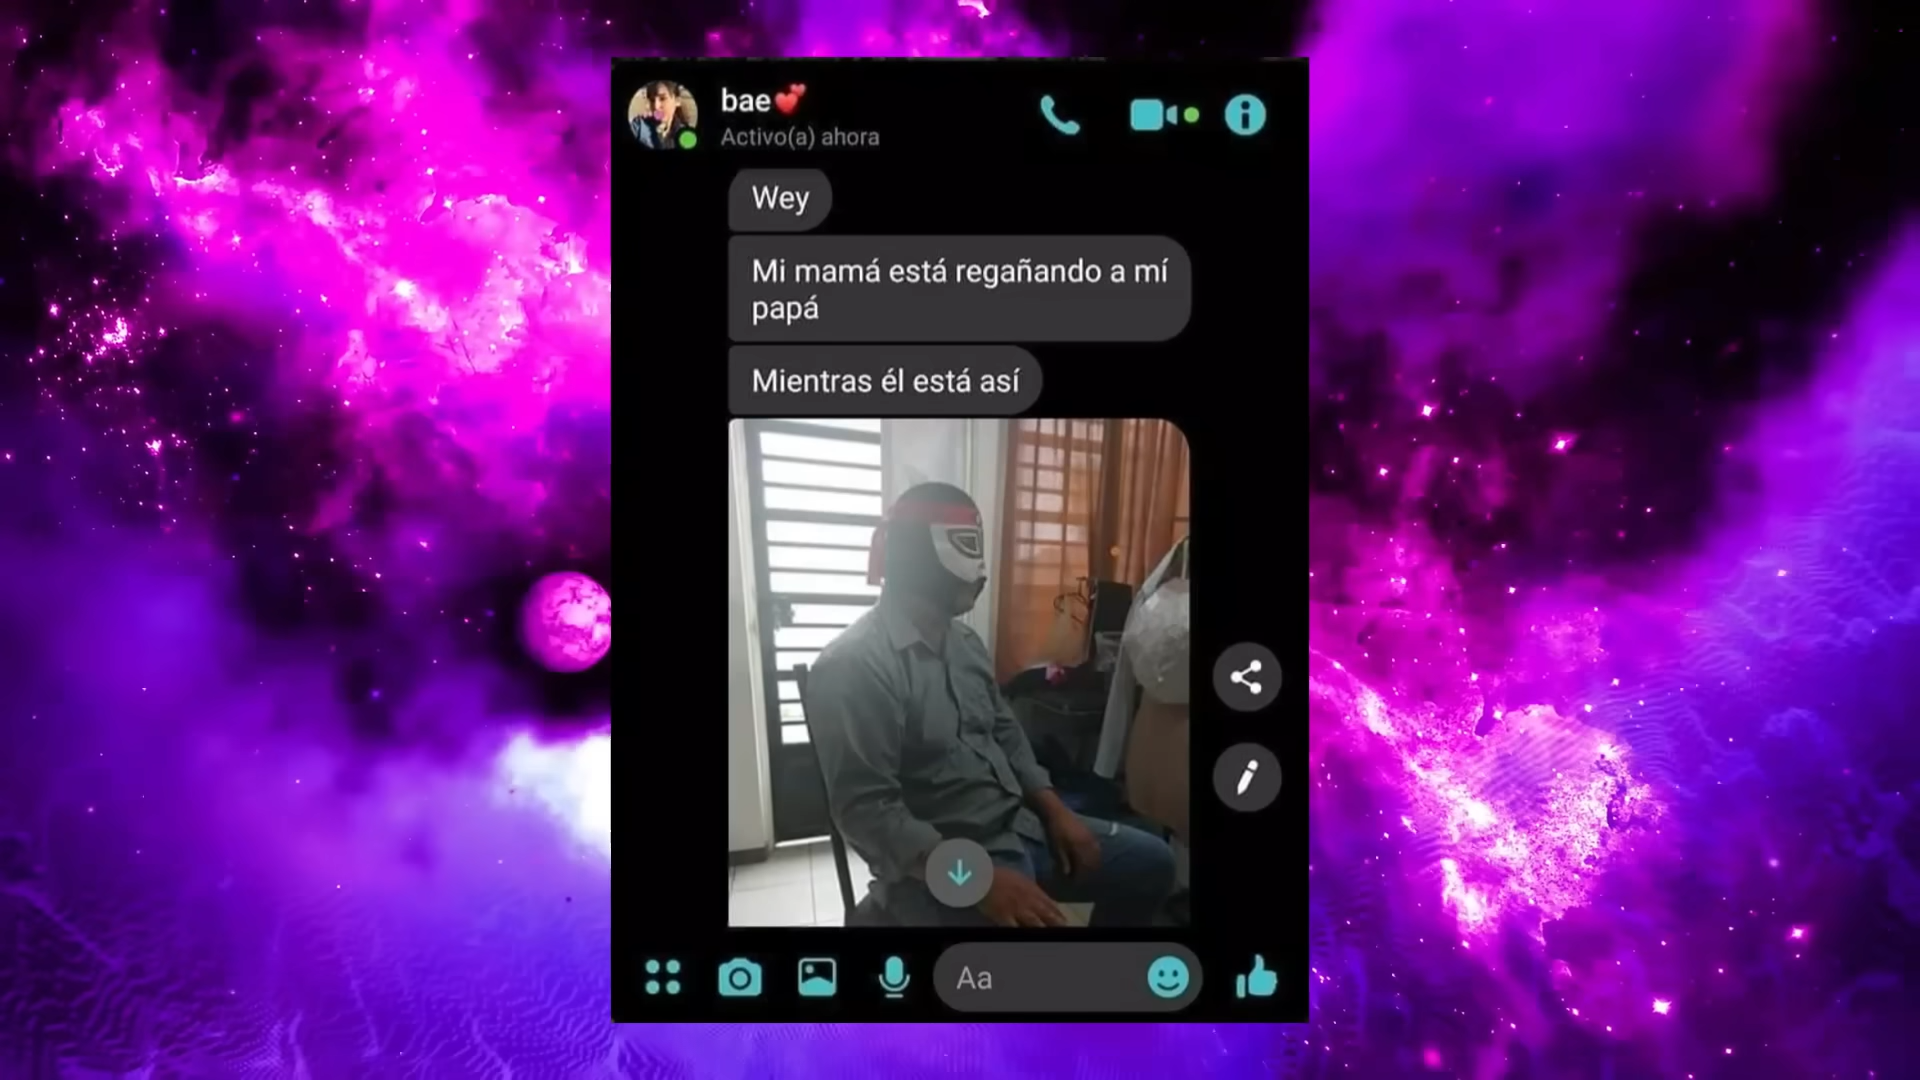 bae💕
Activo(a) ahora
Wey
Mi mamá está regañando a mí
papá
Mientras él está así
Aa